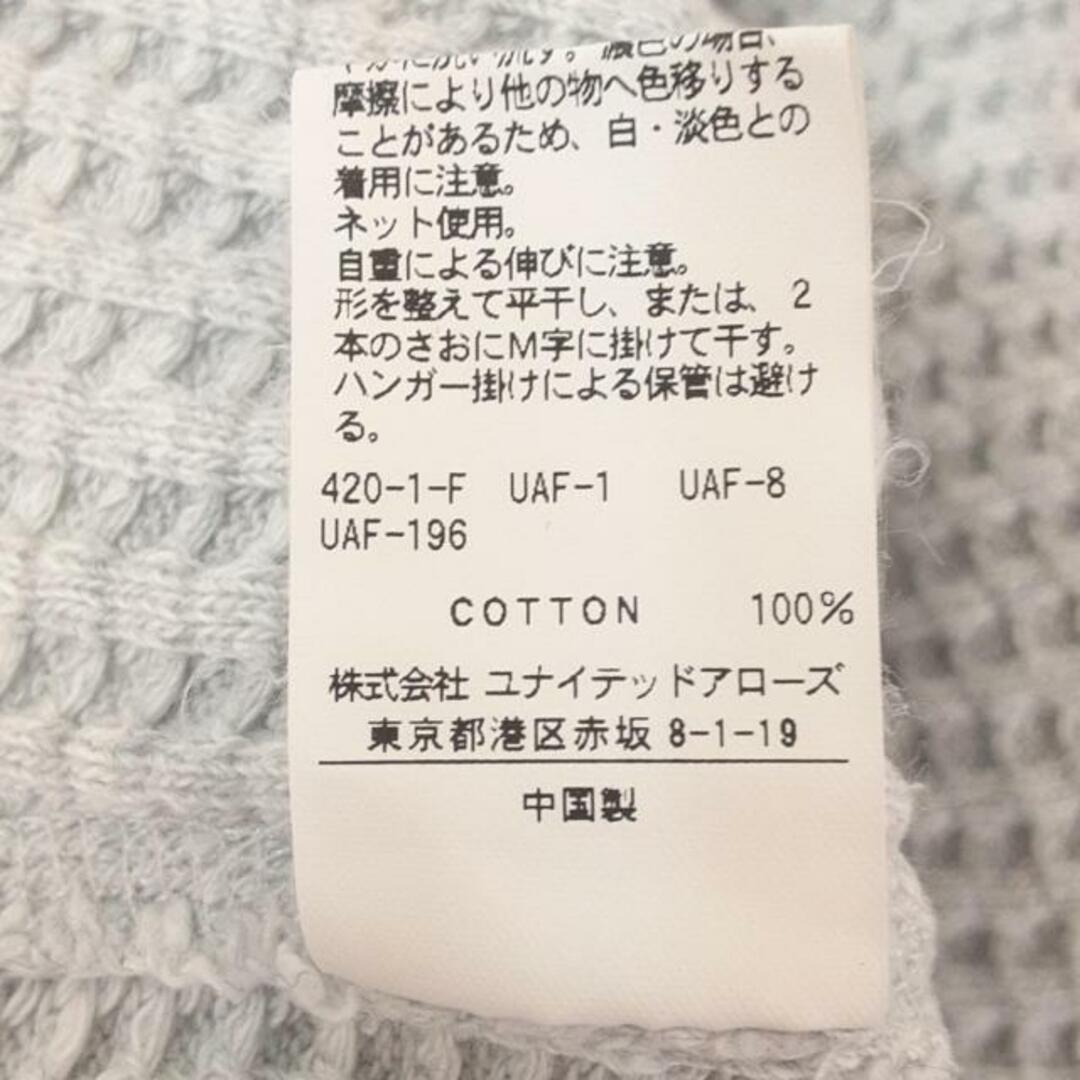 濃色の場合、
摩擦により他の物へ色移りする
ことがあるため、白・淡色との
着用に注意。
ネット使用。
自重による伸びに注意。
形を整えて平干し、または、2
本のさおにM字に掛けて干す。
ハンガー掛けによる保管は避け
る。
420-1-F UAF-1 UAF-8
UAF-196
COTTON 100%
株式会社 ユナイテッドアローズ
東京都港区赤坂 8-1-19
中国製